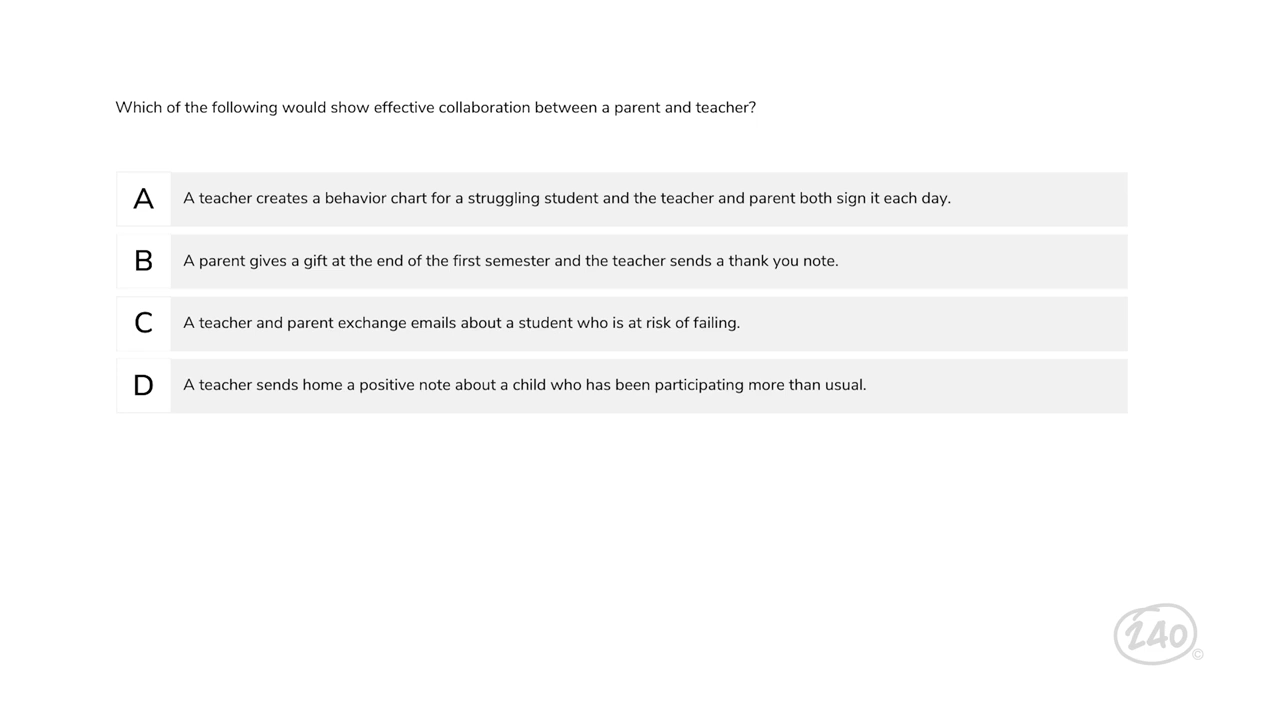 Which of the following would show effective collaboration between a parent and teacher?
A A teacher creates a behavior chart for a struggling student and the teacher and parent both sign it each day.
B A parent gives a gift at the end of the first semester and the teacher sends a thank you note.
C A teacher and parent exchange emails about a student who is at risk of failing.
D A teacher sends home a positive note about a child who has been participating more than usual.
240
©